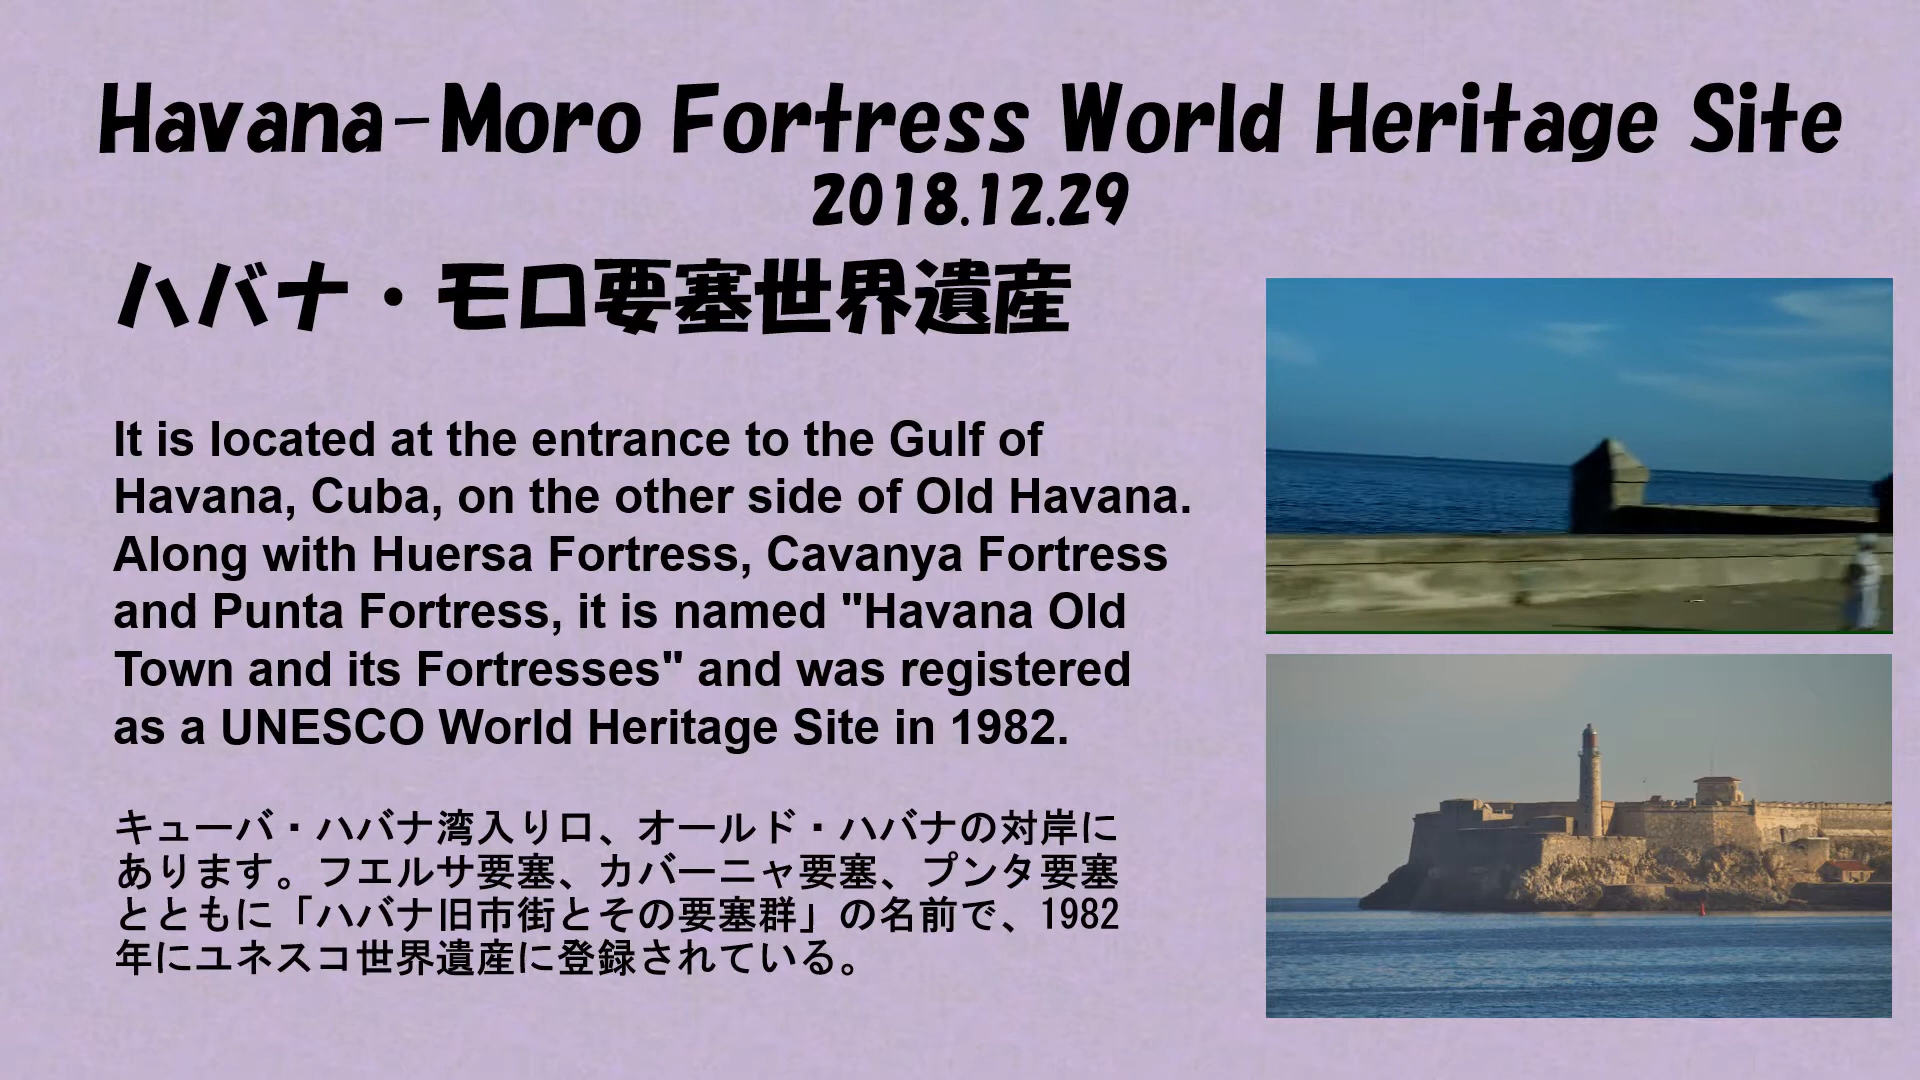 Havana-Moro Fortress World Heritage Site
2018.12.29
ハバナ・モロ要塞世界遺産
It is located at the entrance to the Gulf of
Havana, Cuba, on the other side of Old Havana.
Along with Huersa Fortress, Cavanya Fortress
and Punta Fortress, it is named "Havana Old
Town and its Fortresses" and was registered
as a UNESCO World Heritage Site in 1982.
キューバ・ハバナ湾入り口、オールド・ハバナの対岸に
あります。フエルサ要塞、カバーニャ要塞、プンタ要塞
とともに「ハバナ旧市街とその要塞群」の名前で、1982
年にユネスコ世界遺産に登録されている。